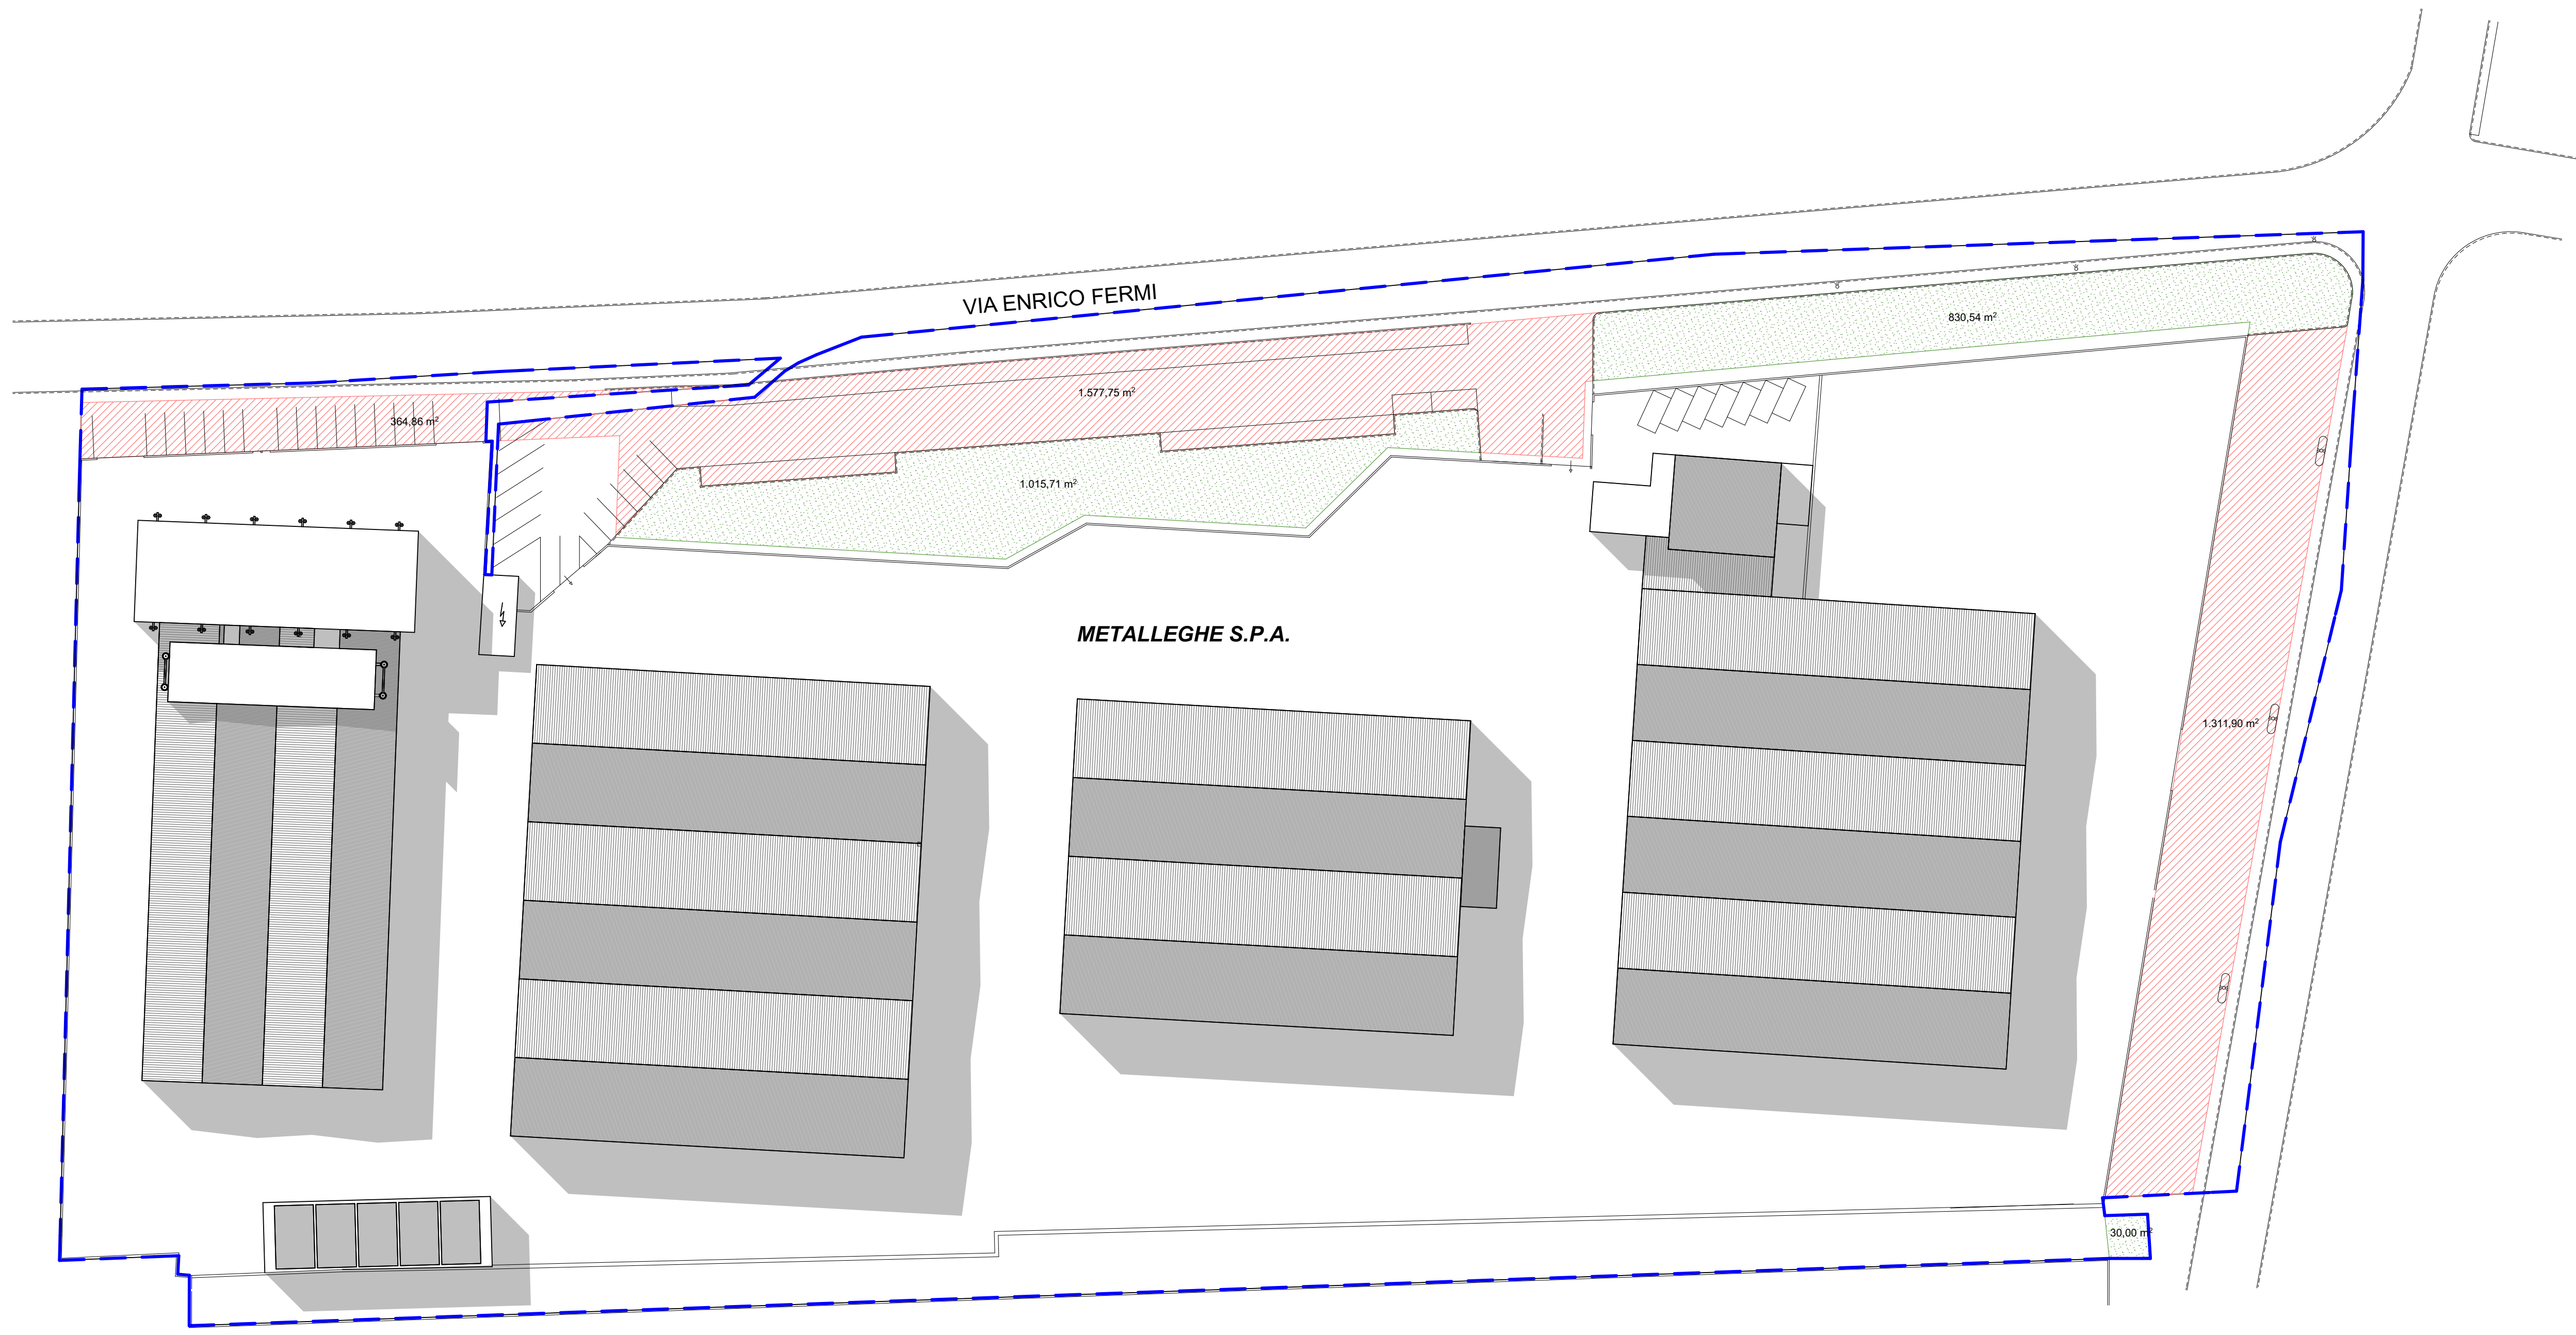 VIA ENRICO FERMI
830,54 m²
1.577,75 m²
364,86 m²
1.015,71 m²
METALLEGHE S.P.A.
1.311,90 m²
30,00 m²